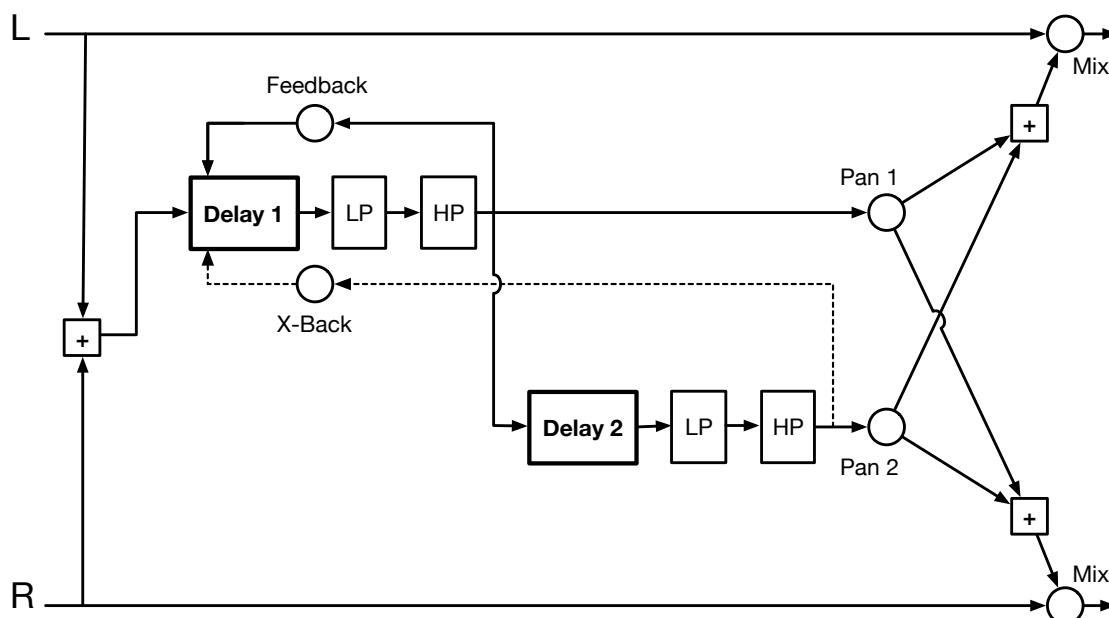 L
Mix
Feedback
+
Pan 1
Delay 1
LP
HP
X-Back
+
Delay 2
LP
HP
Pan 2
+
Mix
R